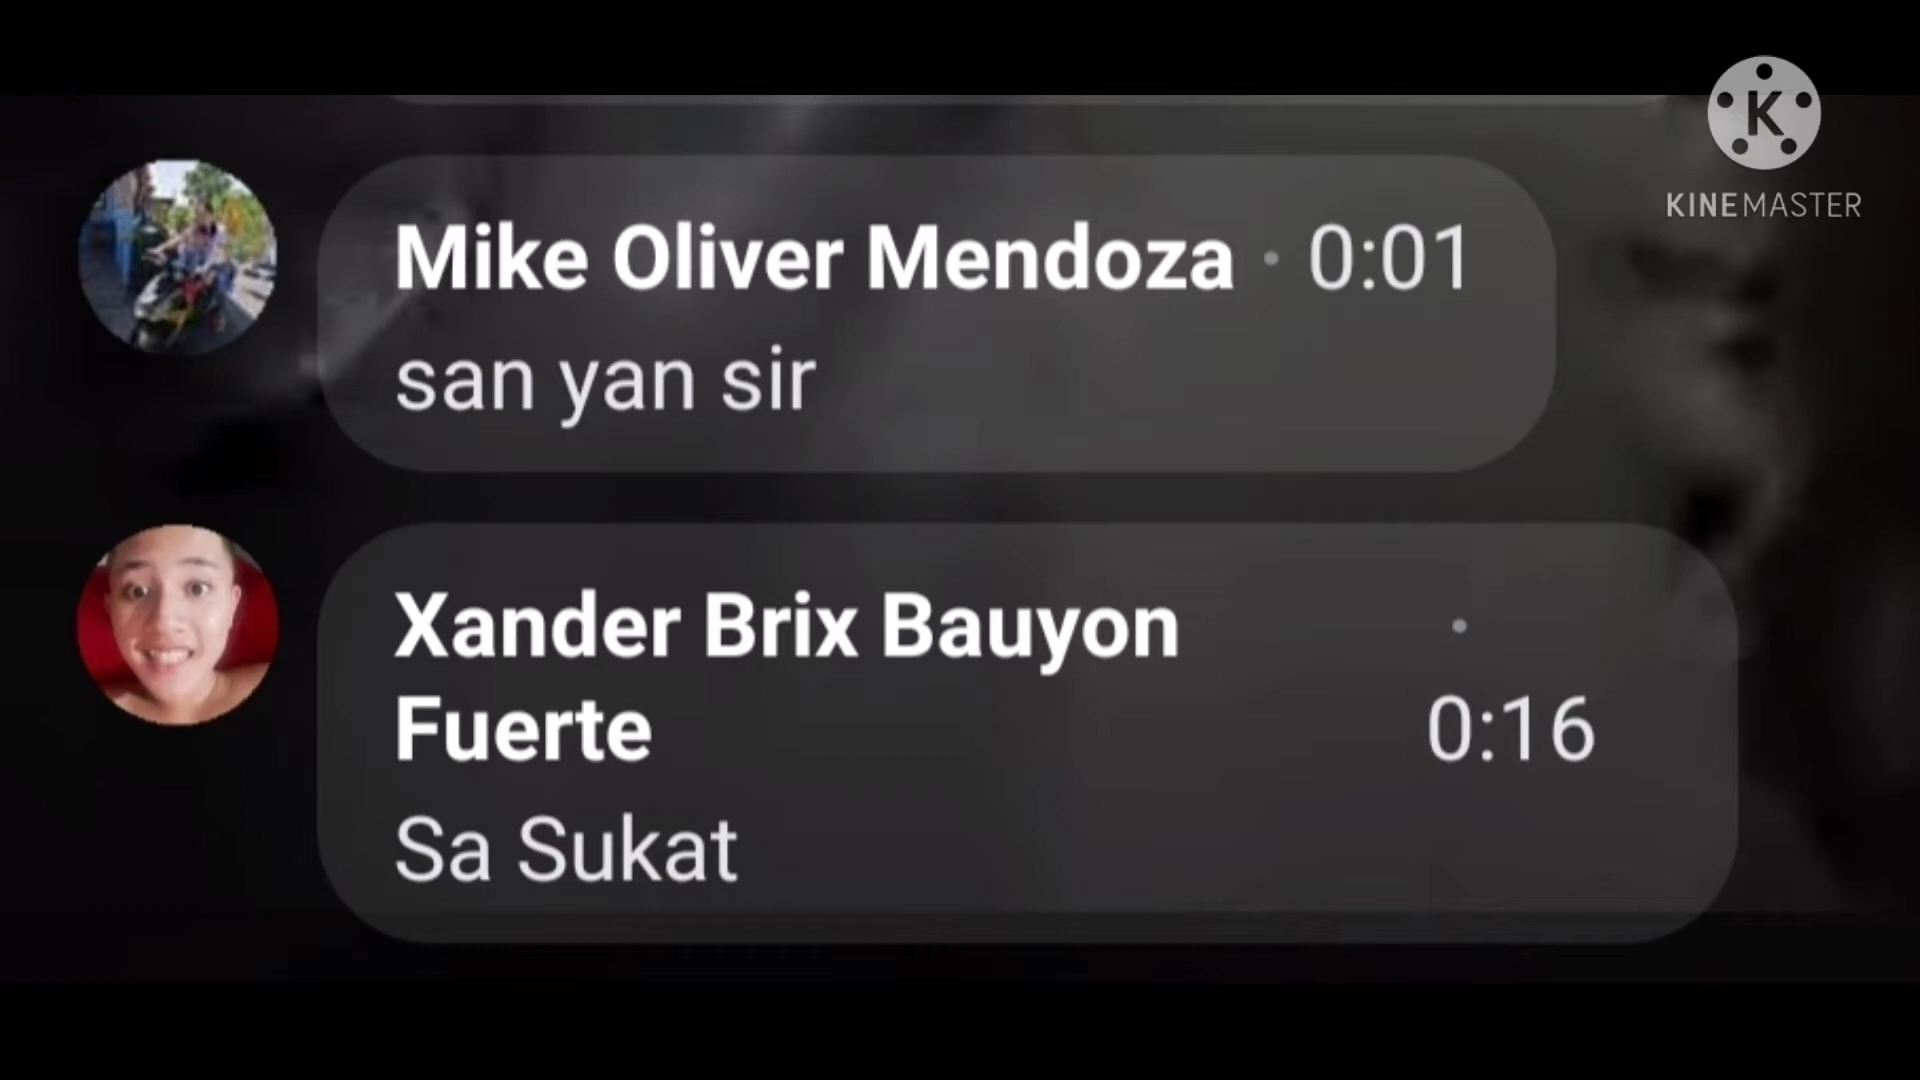 K
KINEMASTER
Mike Oliver Mendoza · 0:01
san yan sir
Xander Brix Bauyon ·
Fuerte 0:16
Sa Sukat